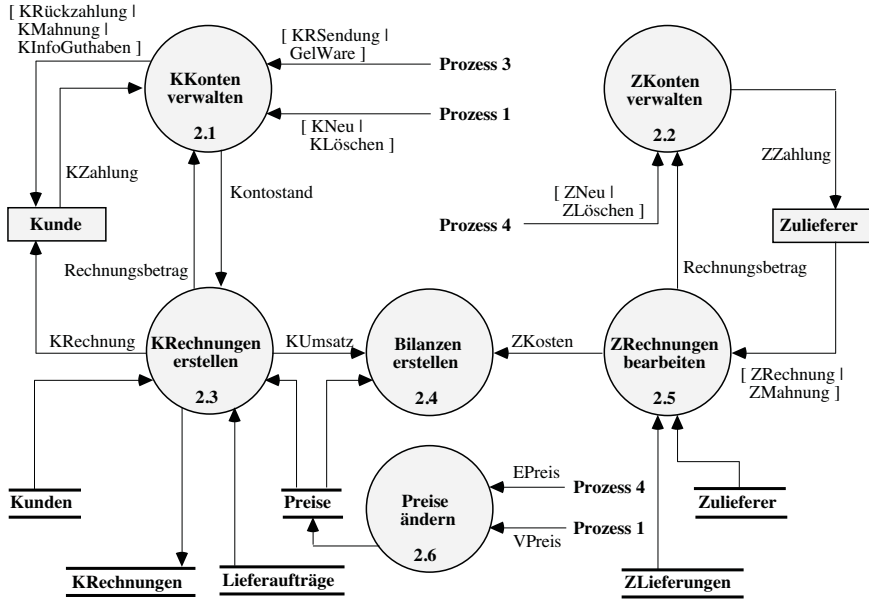 [ KRückzahlung |
KMahnung |
KInfoGuthaben ]
KKonten
verwalten
2.1
[ KRSendung |
GelWare ]
Prozess 3
Prozess 1
[ KNeu |
KLöschen ]
ZKonten
verwalten
2.2
ZZahlung
KZahlung
Kontostand
[ ZNeu |
ZLöschen ]
Prozess 4
Kunde
Zulieferer
Rechnungsbetrag
Rechnungsbetrag
KRechnung
KRechnungen
erstellen
2.3
KUmsatz
Bilanzen
erstellen
2.4
ZKosten
ZRechnungen
bearbeiten
2.5
[ ZRechnung |
ZMahnung ]
Kunden
Preise
Preise
ändern
2.6
EPreis
Prozess 4
Prozess 1
VPreis
Zulieferer
KRechnungen
Lieferaufträge
ZLieferungen